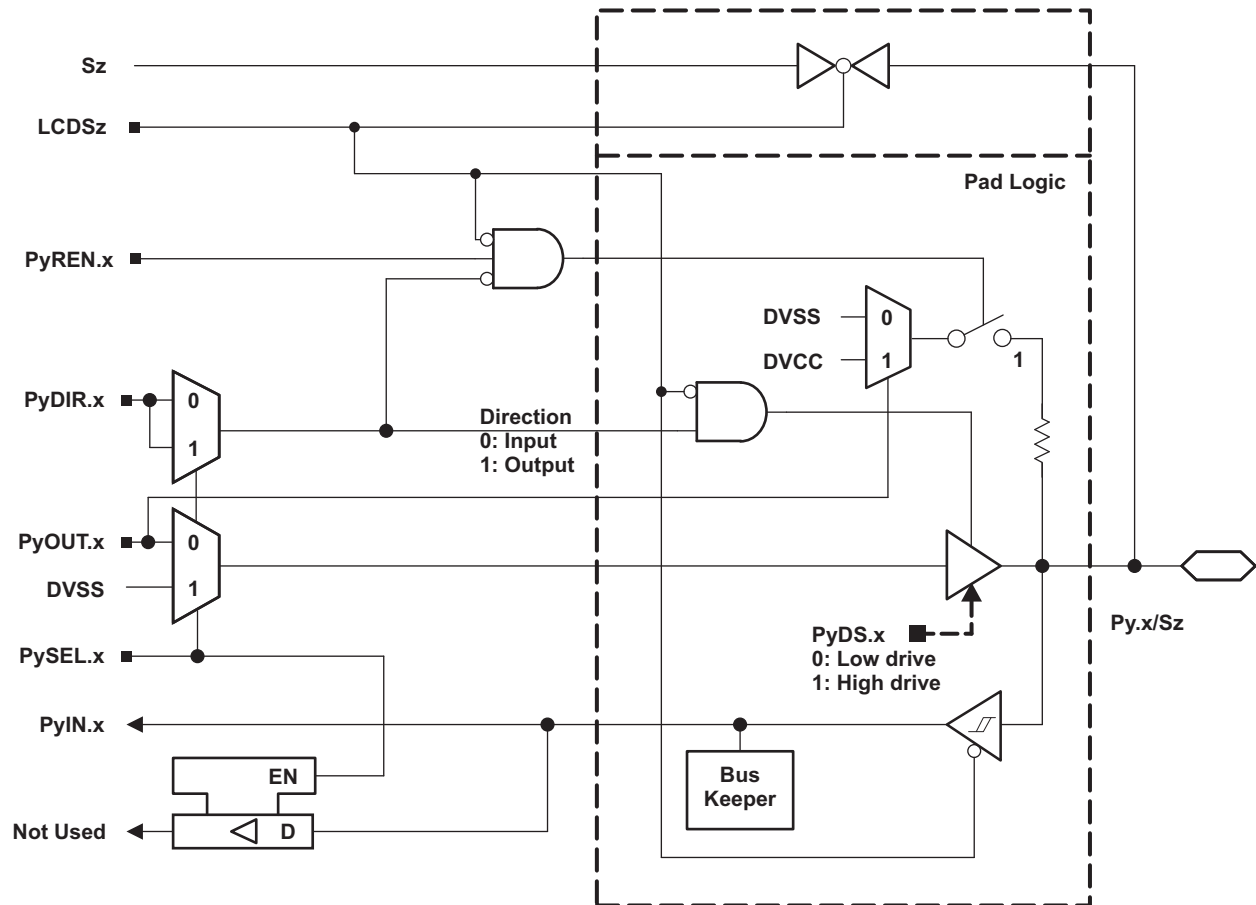 Sz
LCDSz
Pad Logic
PyREN.x
DVSS
0
DVCC
1
1
PyDIR.x
0
1
Direction
0: Input
1: Output
PyOUT.x
0
DVSS
1
PySEL.x
PyDS.x
0: Low drive
1: High drive
Py.x/Sz
PyIN.x
EN
Bus
Keeper
Not Used
D